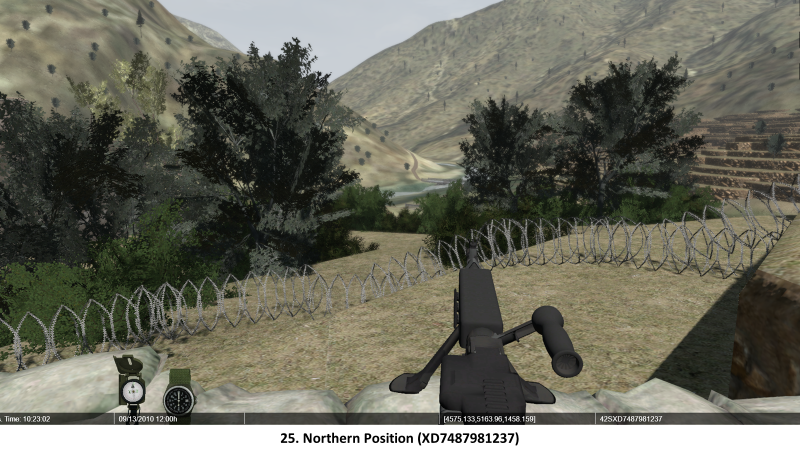 . Time: 10:23:02 09/13/2010 12:00h [4575.133,5163.96,1458.159] 42SXD7487981237
25. Northern Position (XD7487981237)